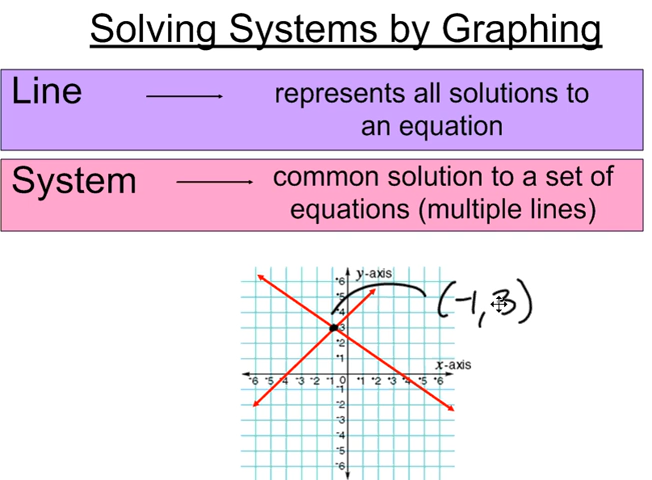 Solving Systems by Graphing
Line
represents all solutions to
an equation
System
common solution to a set of
equations (multiple lines)
y-axis
+6
+5
+4
+3
+2
+1
(-1,3)
x-axis
-6 -5 -4 -3 -2 -1 0 +1 +2 +3 +4 +5 +6
-1
-2
-3
-4
-5
-6